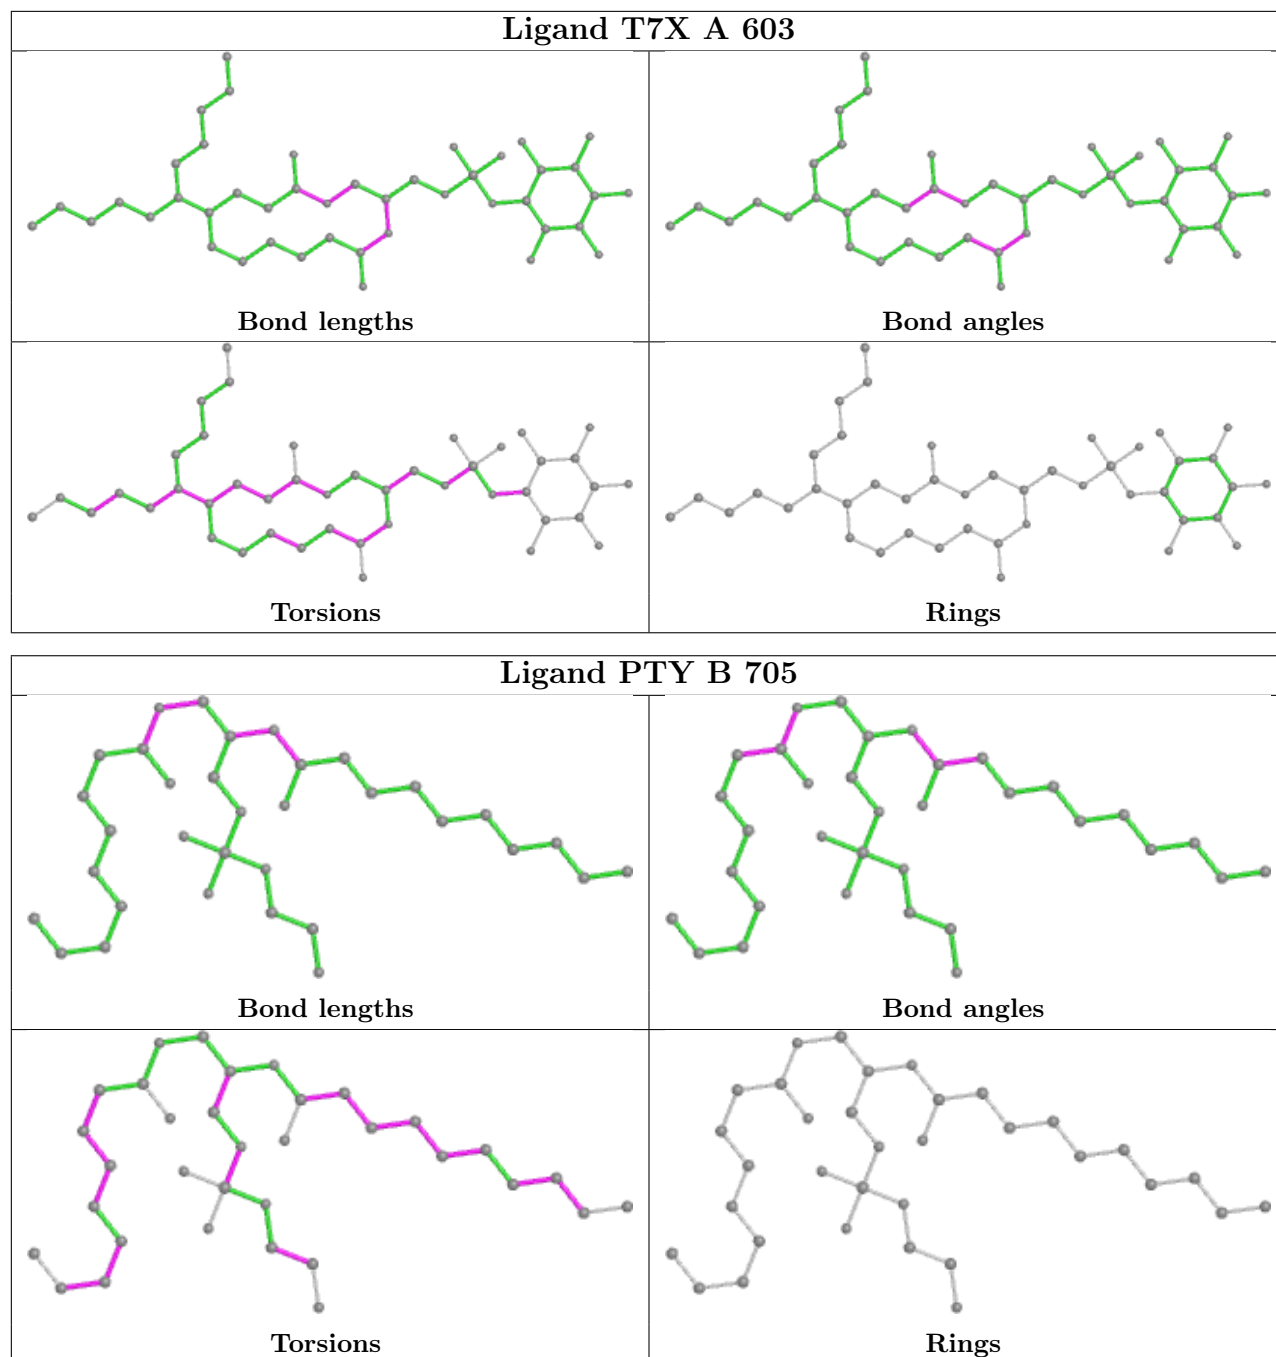 Ligand T7X A 603
Bond lengths
Bond angles
Torsions
Rings
Ligand PTY B 705
Bond lengths
Bond angles
Torsions
Rings